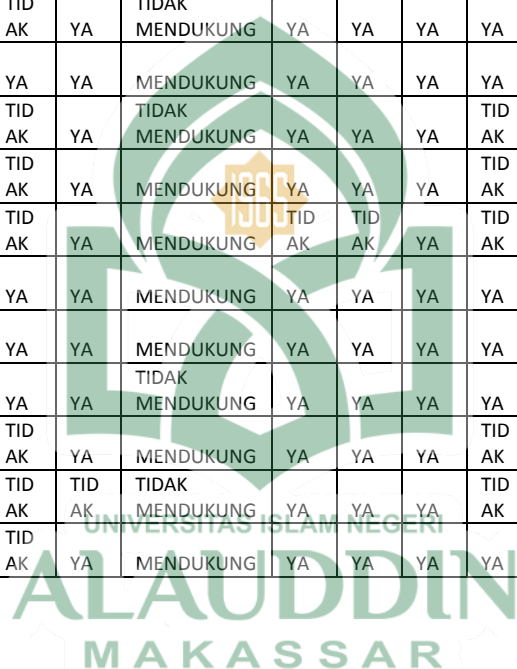 TID TIDAK
AK YA MENDUKUNG YA YA YA YA
YA YA MENDUKUNG YA YA YA YA
TID TIDAK TID
AK YA MENDUKUNG YA YA YA AK
TID TID
AK YA MENDUKUNG YA YA YA AK
TID TID TID TID
AK YA MENDUKUNG AK AK YA AK
YA YA MENDUKUNG YA YA YA YA
YA YA MENDUKUNG YA YA YA YA
TIDAK
YA YA MENDUKUNG YA YA YA YA
TID TID
AK YA MENDUKUNG YA YA YA AK
TID TID TIDAK TID
AK AK MENDUKUNG YA YA YA AK
TID
AK YA MENDUKUNG YA YA YA YA
1965
UNIVERSITAS ISLAM NEGERI
ALAUDDIN
MAKASSAR